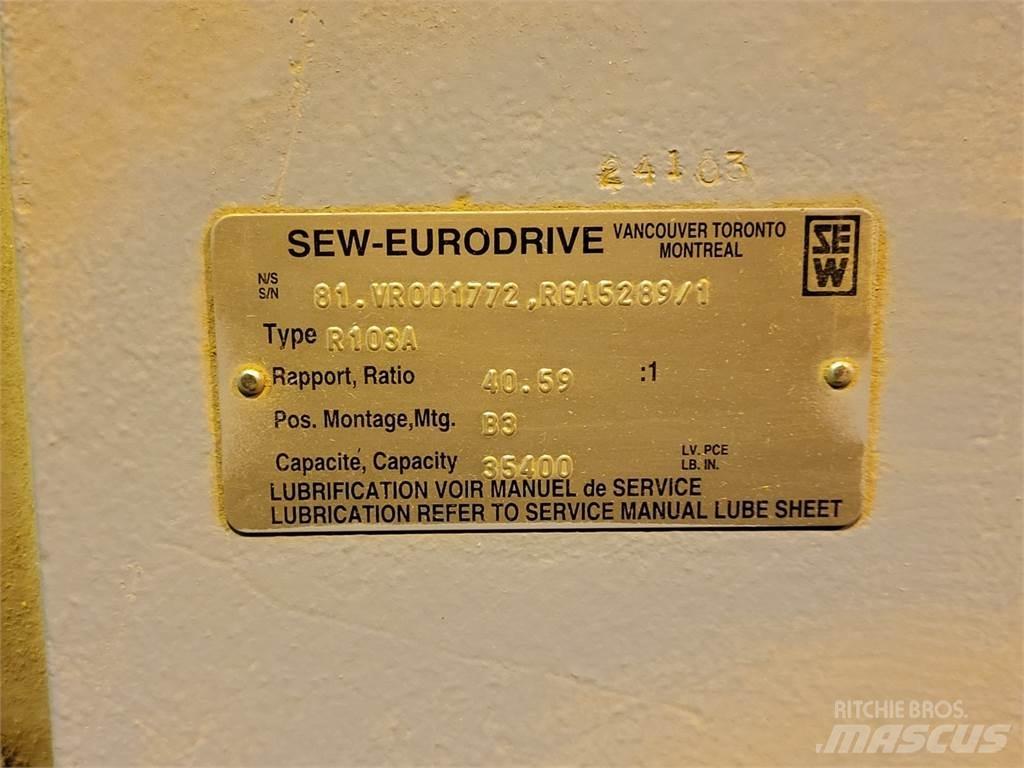 24103
SEW-EURODRIVE VANCOUVER TORONTO MONTREAL
SEW
N/S S/N 81.VR001772,RGA5289/1
Type R103A
Rapport, Ratio 40.59 :1
Pos. Montage,Mtg. B3
Capacité, Capacity 35400 LV. PCE LB. IN.
LUBRIFICATION VOIR MANUEL de SERVICE
LUBRICATION REFER TO SERVICE MANUAL LUBE SHEET
RITCHIE BROS.
MASCUS